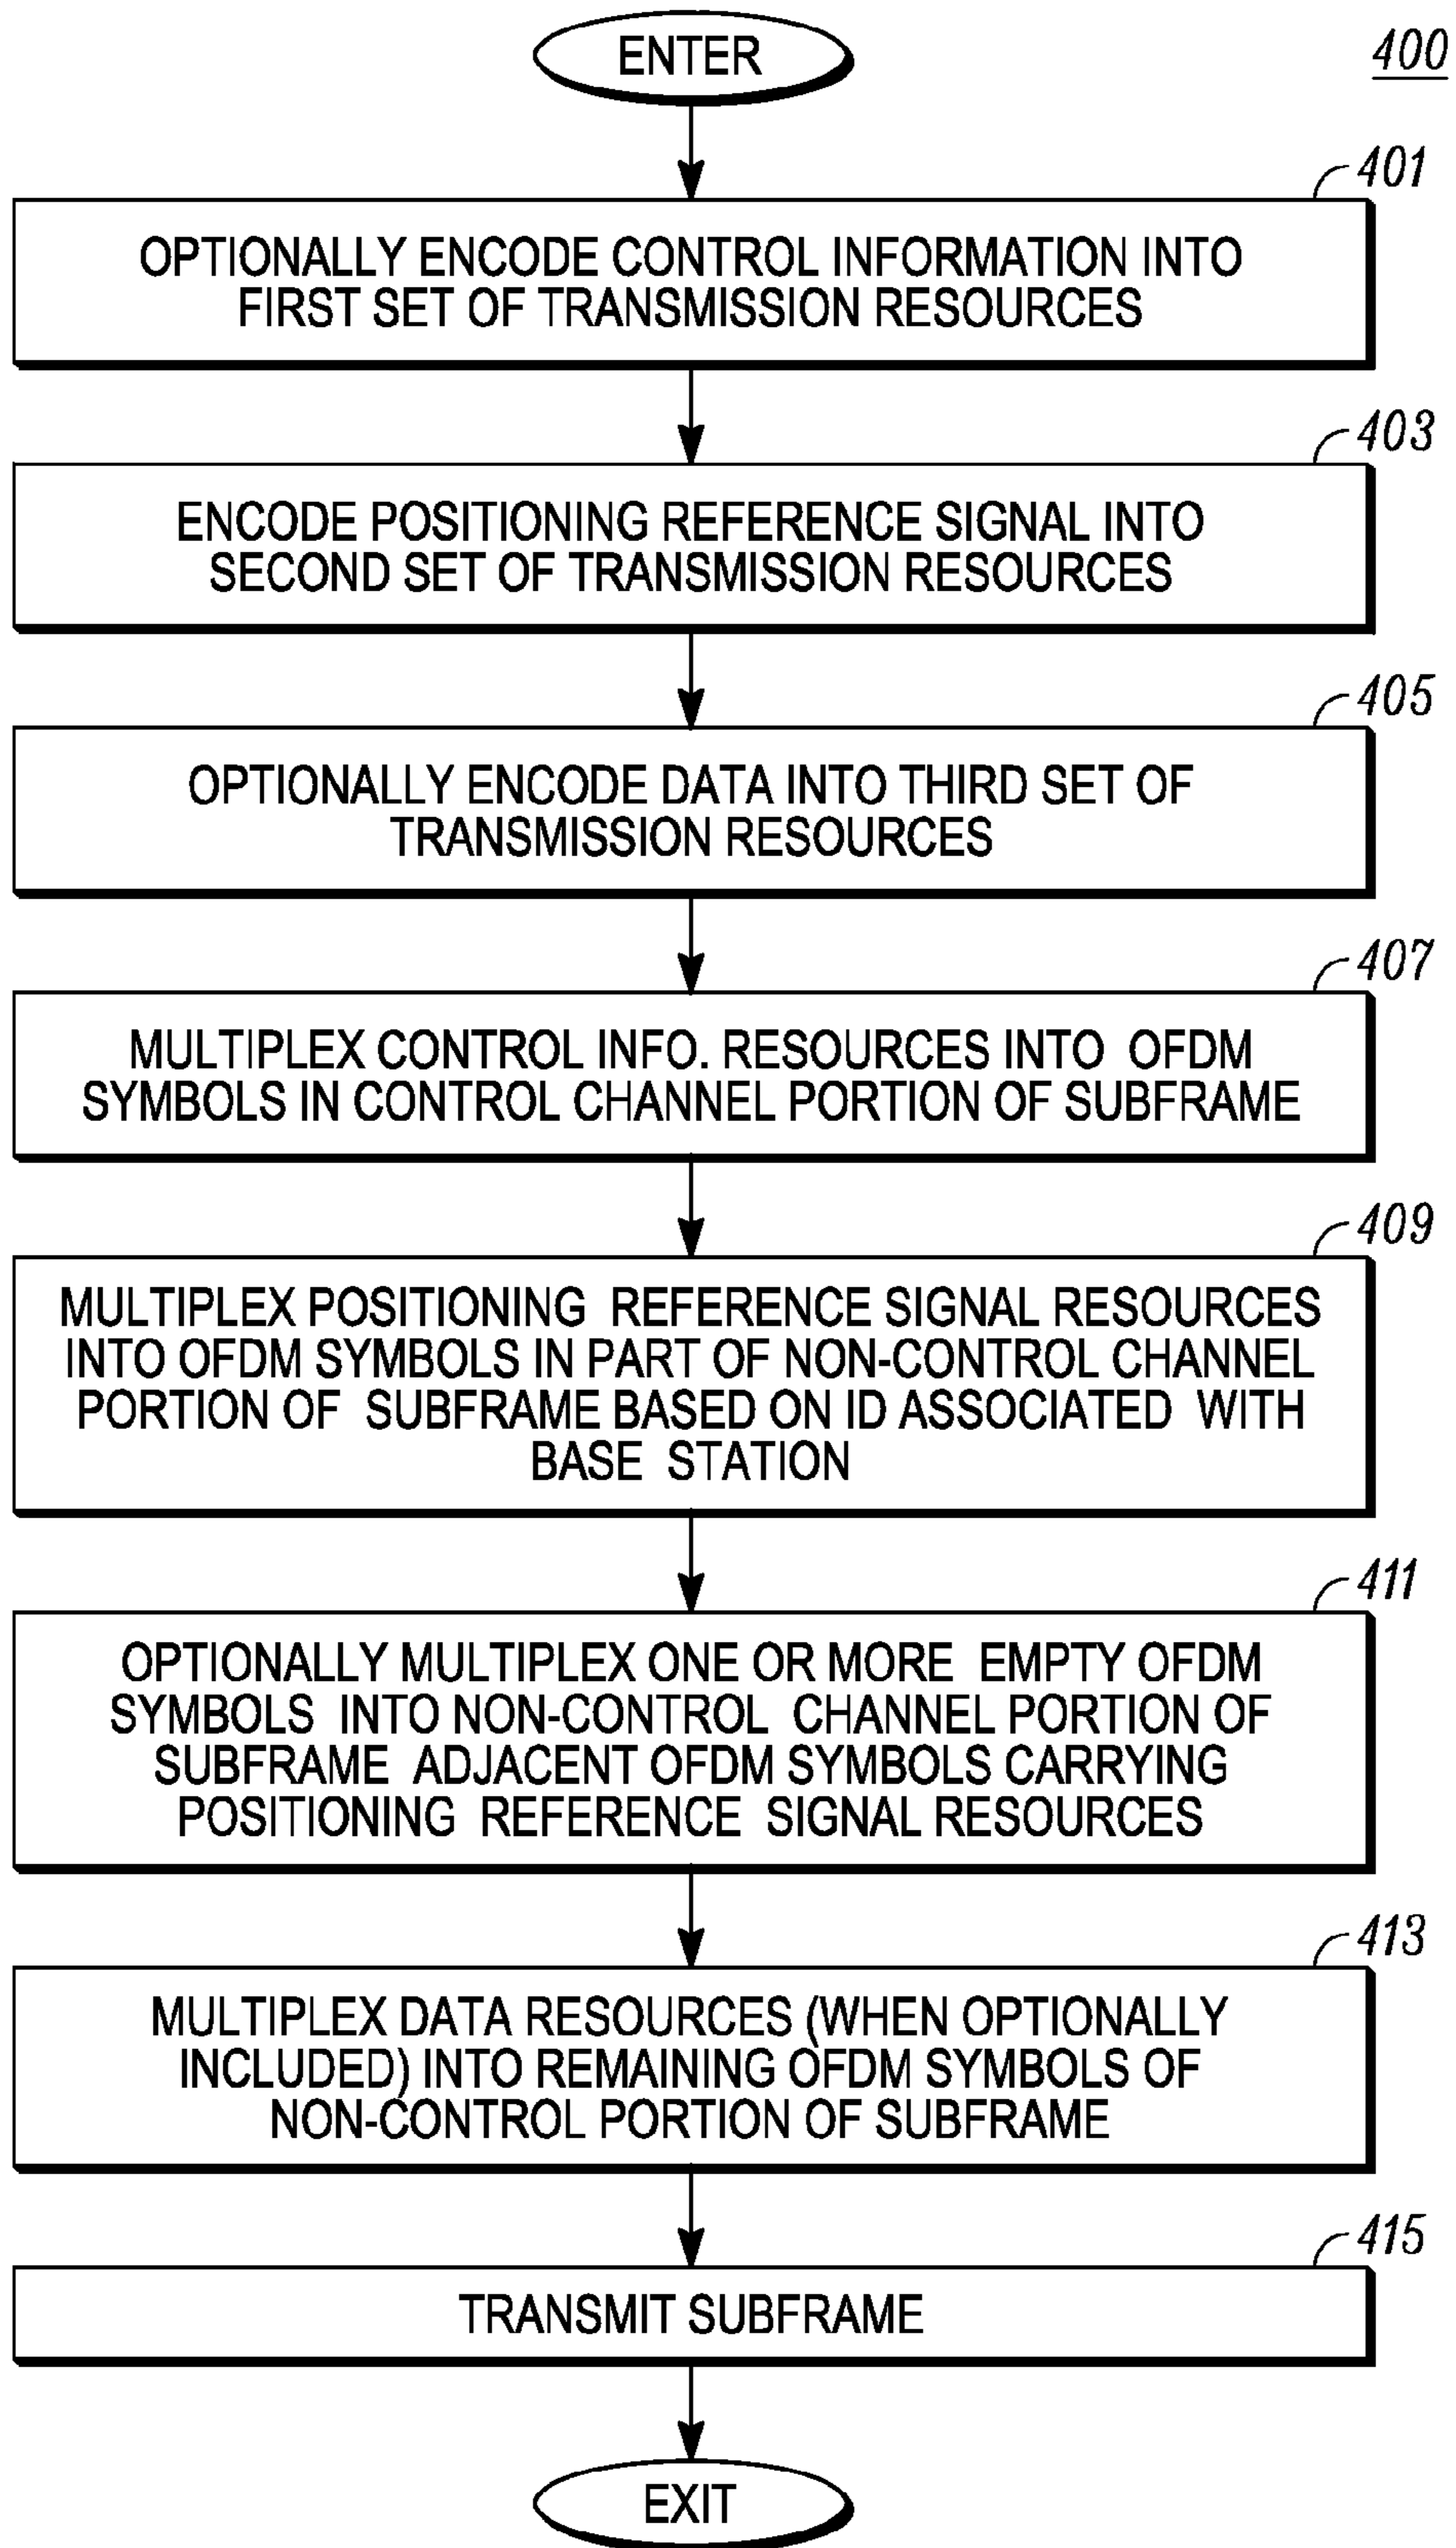 ENTER
400
401
OPTIONALLY ENCODE CONTROL INFORMATION INTO
FIRST SET OF TRANSMISSION RESOURCES
403
ENCODE POSITIONING REFERENCE SIGNAL INTO
SECOND SET OF TRANSMISSION RESOURCES
405
OPTIONALLY ENCODE DATA INTO THIRD SET OF
TRANSMISSION RESOURCES
407
MULTIPLEX CONTROL INFO. RESOURCES INTO OFDM
SYMBOLS IN CONTROL CHANNEL PORTION OF SUBFRAME
409
MULTIPLEX POSITIONING REFERENCE SIGNAL RESOURCES
INTO OFDM SYMBOLS IN PART OF NON-CONTROL CHANNEL
PORTION OF SUBFRAME BASED ON ID ASSOCIATED WITH
BASE STATION
411
OPTIONALLY MULTIPLEX ONE OR MORE EMPTY OFDM
SYMBOLS INTO NON-CONTROL CHANNEL PORTION OF
SUBFRAME ADJACENT OFDM SYMBOLS CARRYING
POSITIONING REFERENCE SIGNAL RESOURCES
413
MULTIPLEX DATA RESOURCES (WHEN OPTIONALLY
INCLUDED) INTO REMAINING OFDM SYMBOLS OF
NON-CONTROL PORTION OF SUBFRAME
415
TRANSMIT SUBFRAME
EXIT